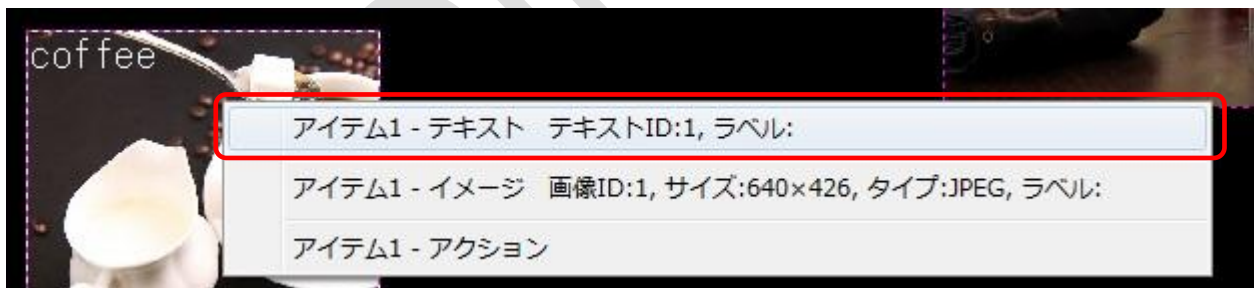 coffee
アイテム1 - テキスト テキストID:1, ラベル:
アイテム1 - イメージ 画像ID:1, サイズ:640×426, タイプ:JPEG, ラベル:
アイテム1 - アクション